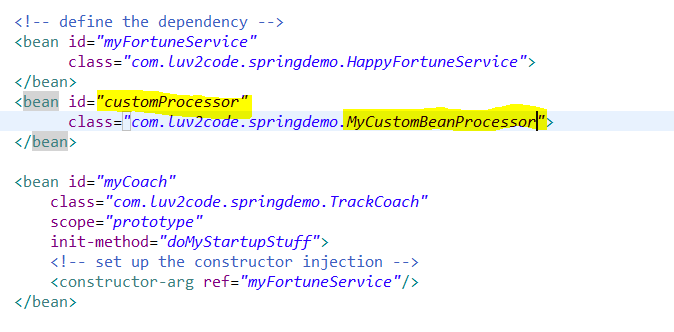 <!-- define the dependency -->
<bean id="myFortuneService"
class="com.luv2code.springdemo.HappyFortuneService">
</bean>
<bean id="customProcessor"
class="com.luv2code.springdemo.MyCustomBeanProcessor">
</bean>
<bean id="myCoach"
class="com.luv2code.springdemo.TrackCoach"
scope="prototype"
init-method="doMyStartupStuff">
<!-- set up the constructor injection -->
<constructor-arg ref="myFortuneService"/>
</bean>